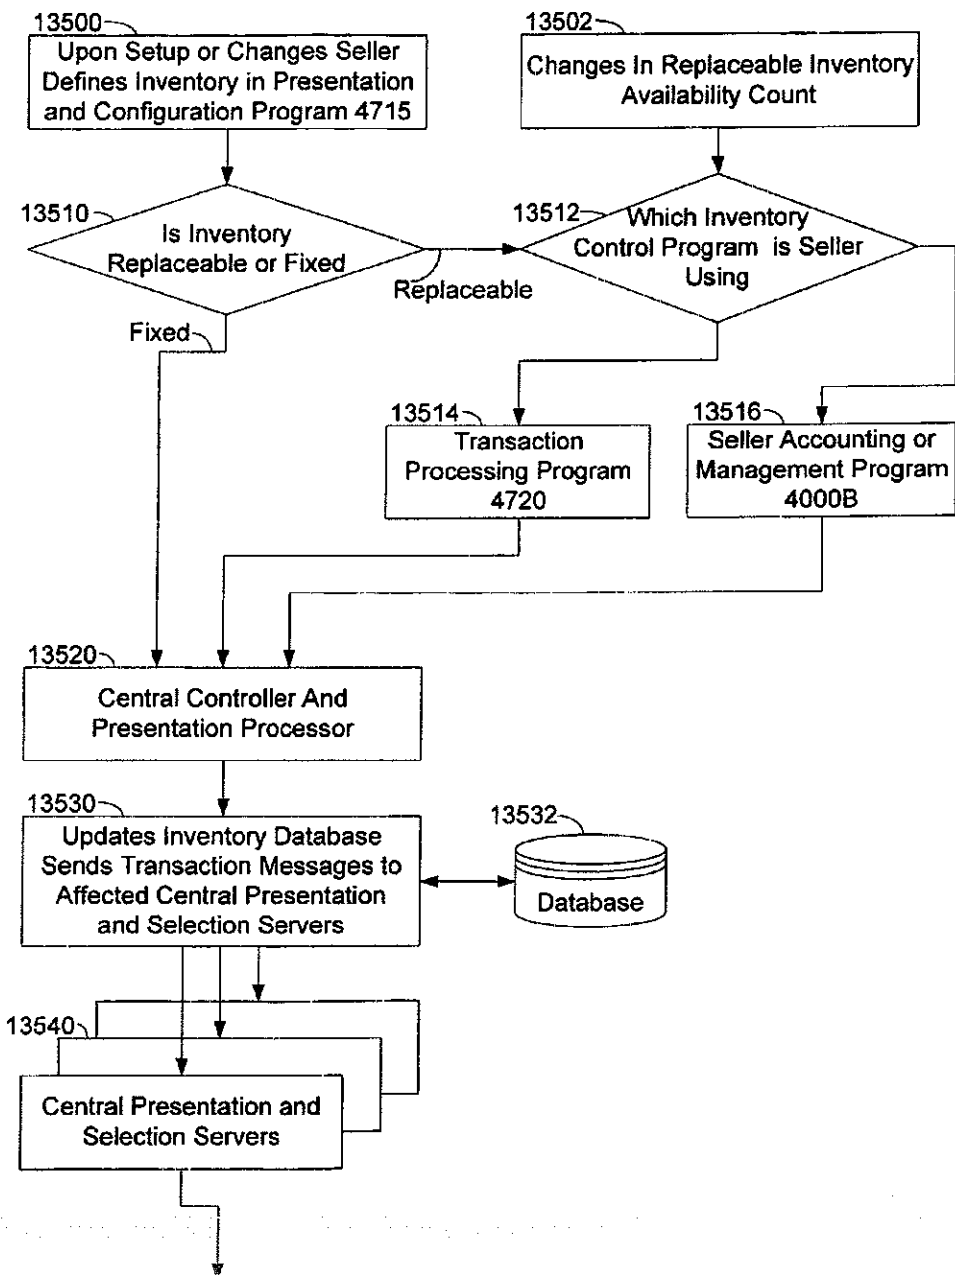 13500
Upon Setup or Changes Seller
Defines Inventory in Presentation
and Configuration Program 4715
13502
Changes In Replaceable Inventory
Availability Count
13510
Is Inventory
Replaceable or Fixed
Replaceable
Fixed
13512
Which Inventory
Control Program is Seller
Using
13514
Transaction
Processing Program
4720
13516
Seller Accounting or
Management Program
4000B
13520
Central Controller And
Presentation Processor
13530
Updates Inventory Database
Sends Transaction Messages to
Affected Central Presentation
and Selection Servers
13532
Database
13540
Central Presentation and
Selection Servers